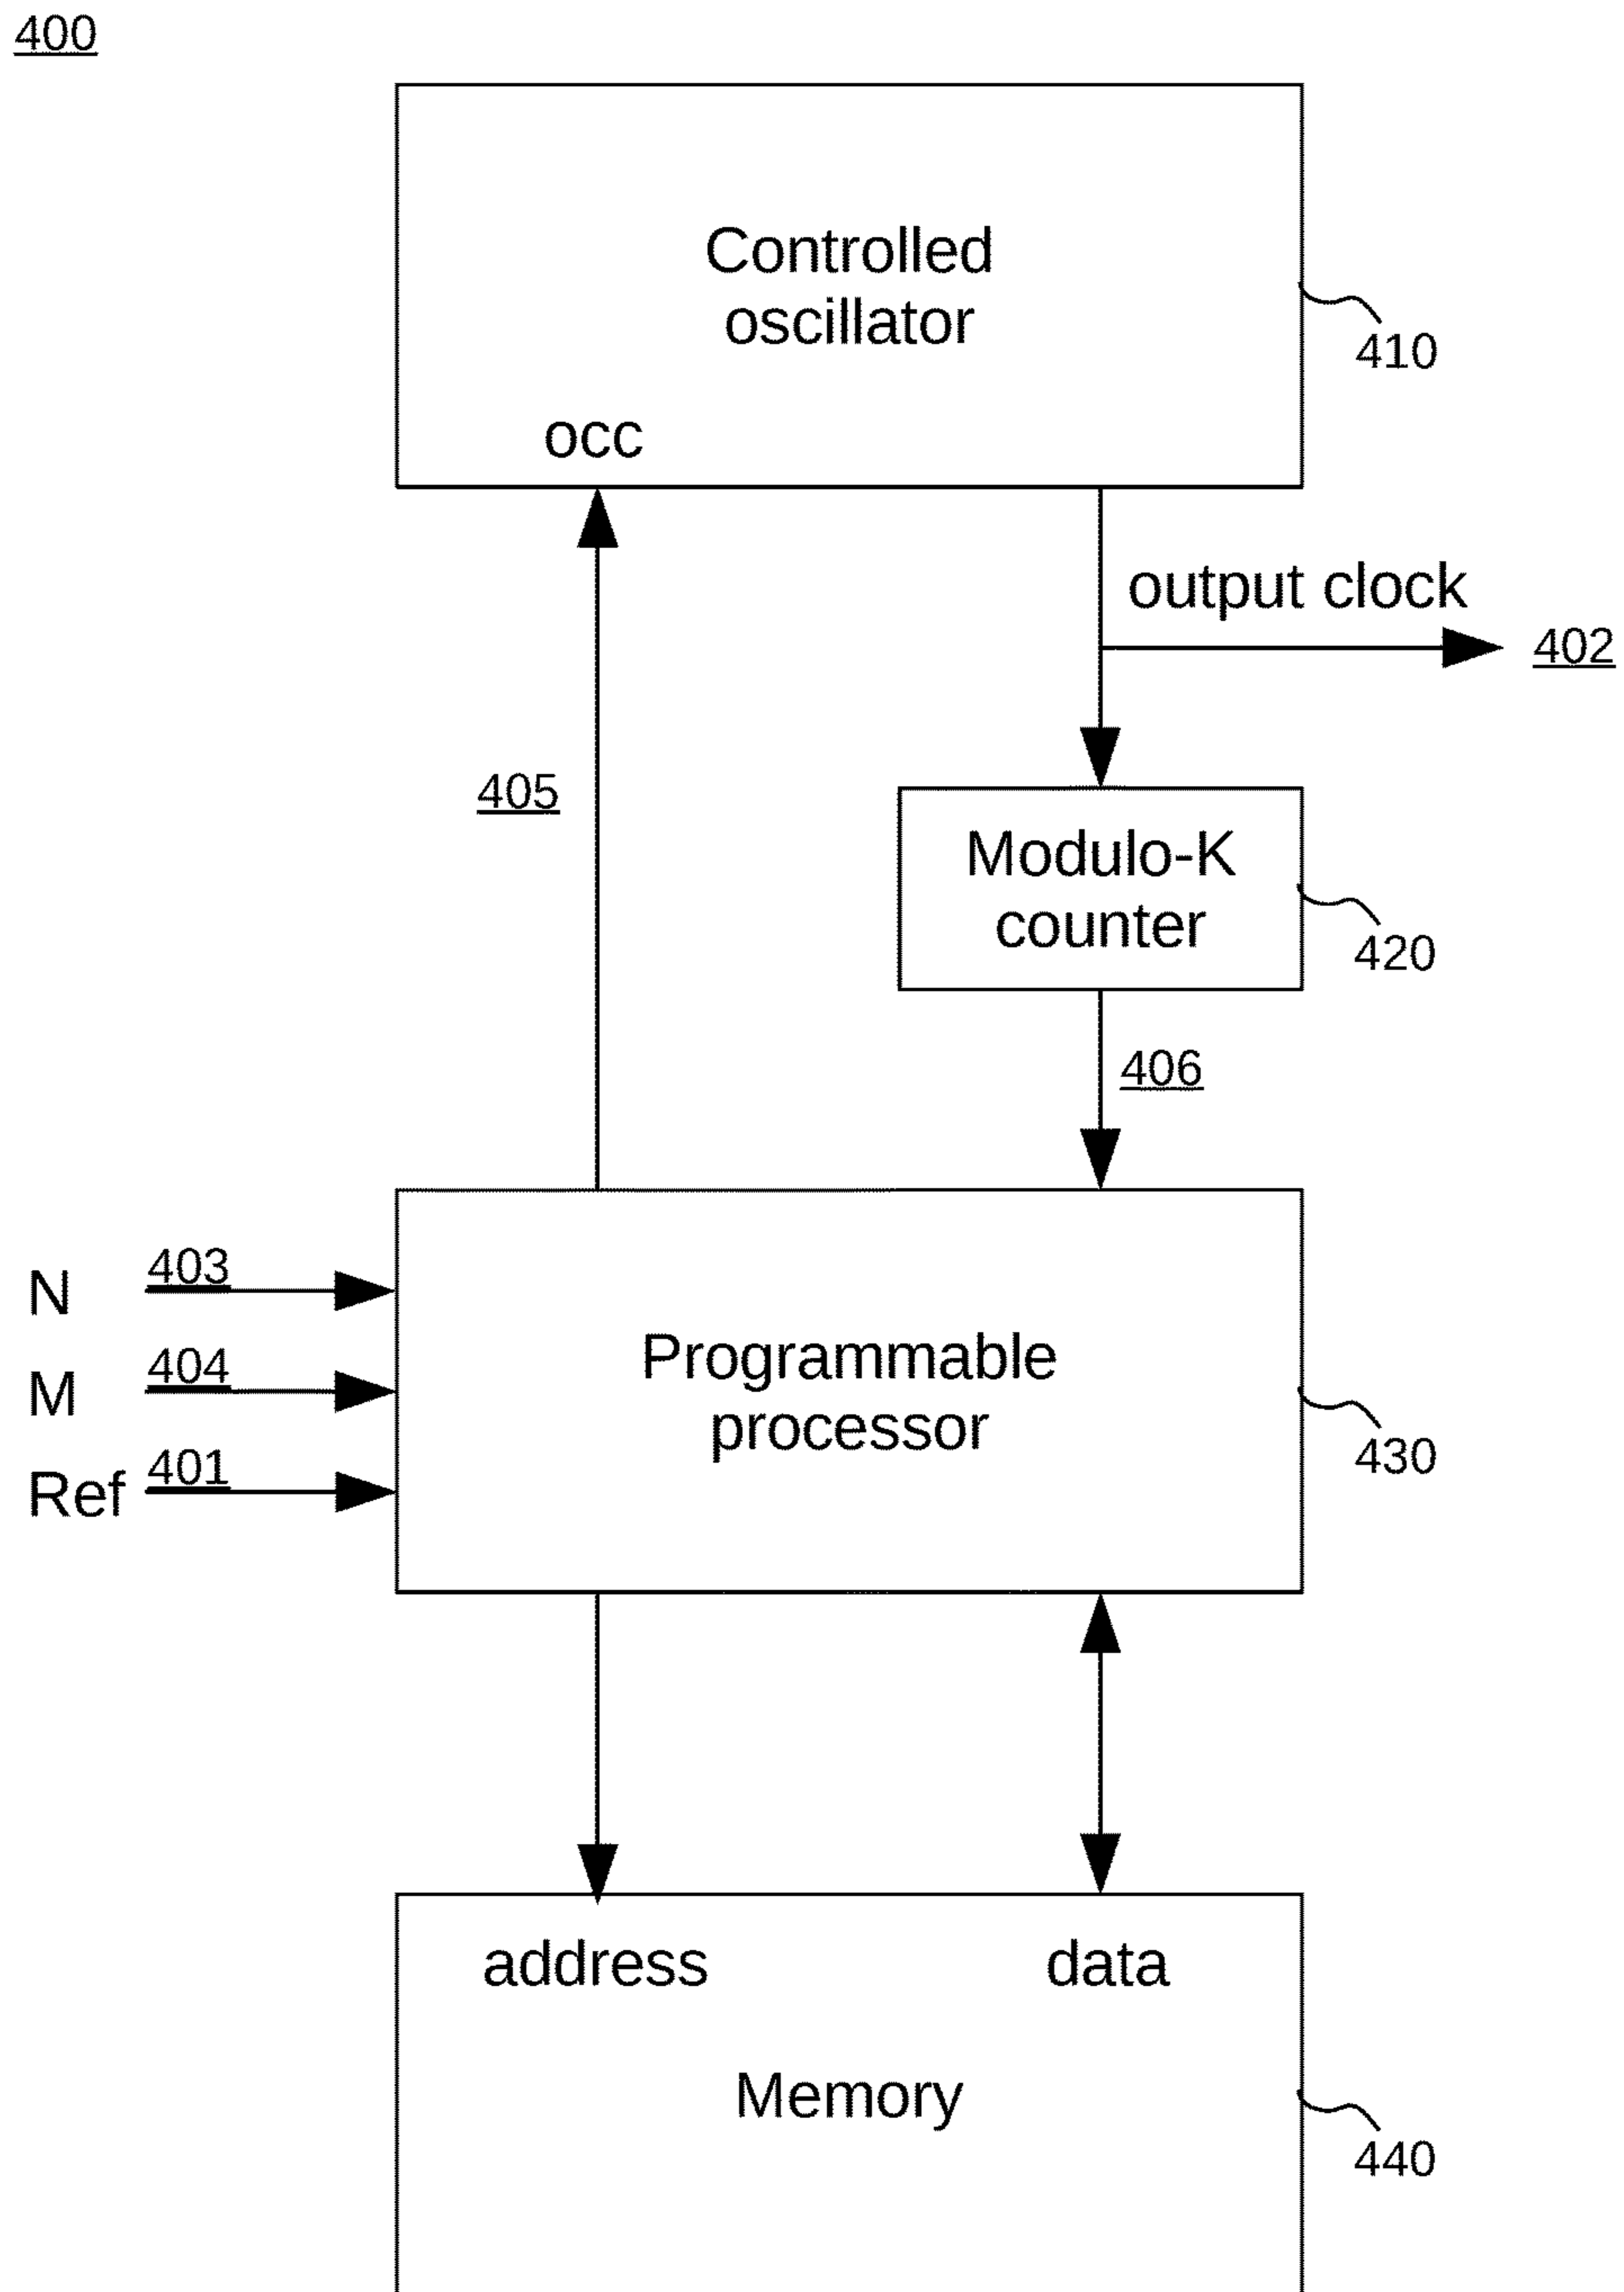 400
Controlled
oscillator
410
occ
output clock
402
405
Modulo-K
counter
420
406
N 403
M 404
Ref 401
Programmable
processor
430
address data
Memory
440